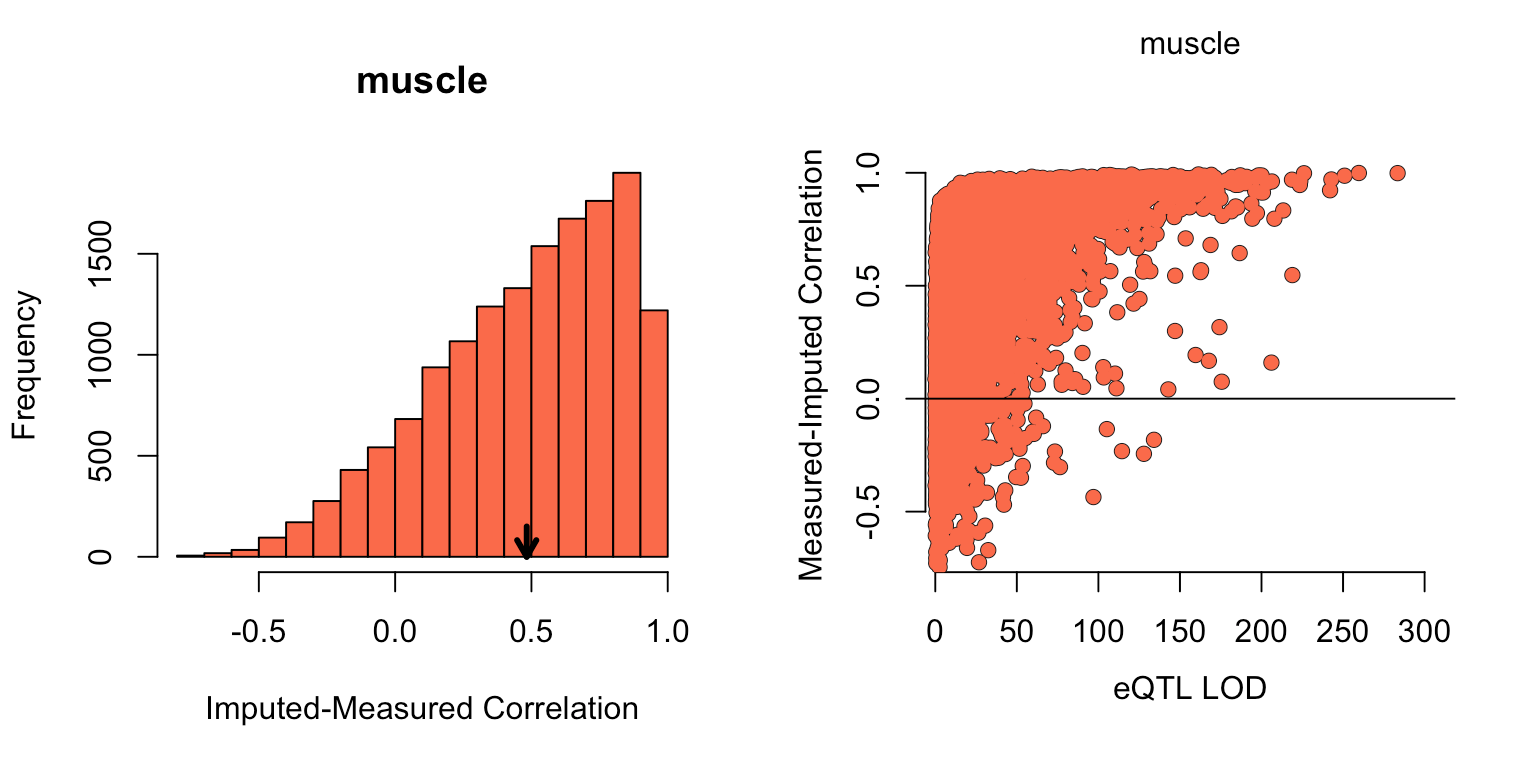 muscle
Frequency
0
500
1000
1500
-0.5 0.0 0.5 1.0
Imputed-Measured Correlation
muscle
Measured-Imputed Correlation
-0.5
0.0
0.5
1.0
0 50 100 150 200 250 300
eQTL LOD